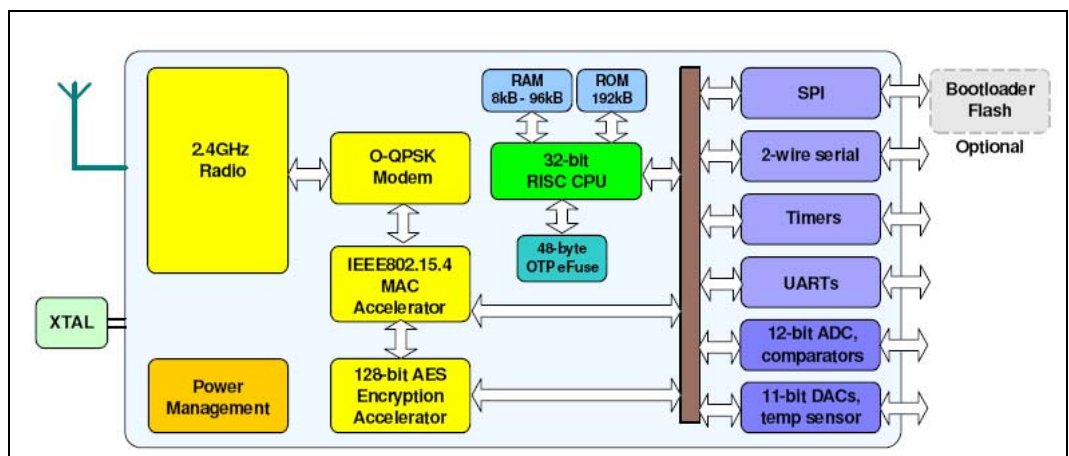 2.4GHz
Radio
O-QPSK
Modem
IEEE802.15.4
MAC
Accelerator
128-bit AES
Encryption
Accelerator
XTAL
Power
Management
RAM
8kB - 96kB
ROM
192kB
32-bit
RISC CPU
48-byte
OTP eFuse
SPI
2-wire serial
Timers
UARTs
12-bit ADC,
comparators
11-bit DACs,
temp sensor
Bootloader
Flash
Optional